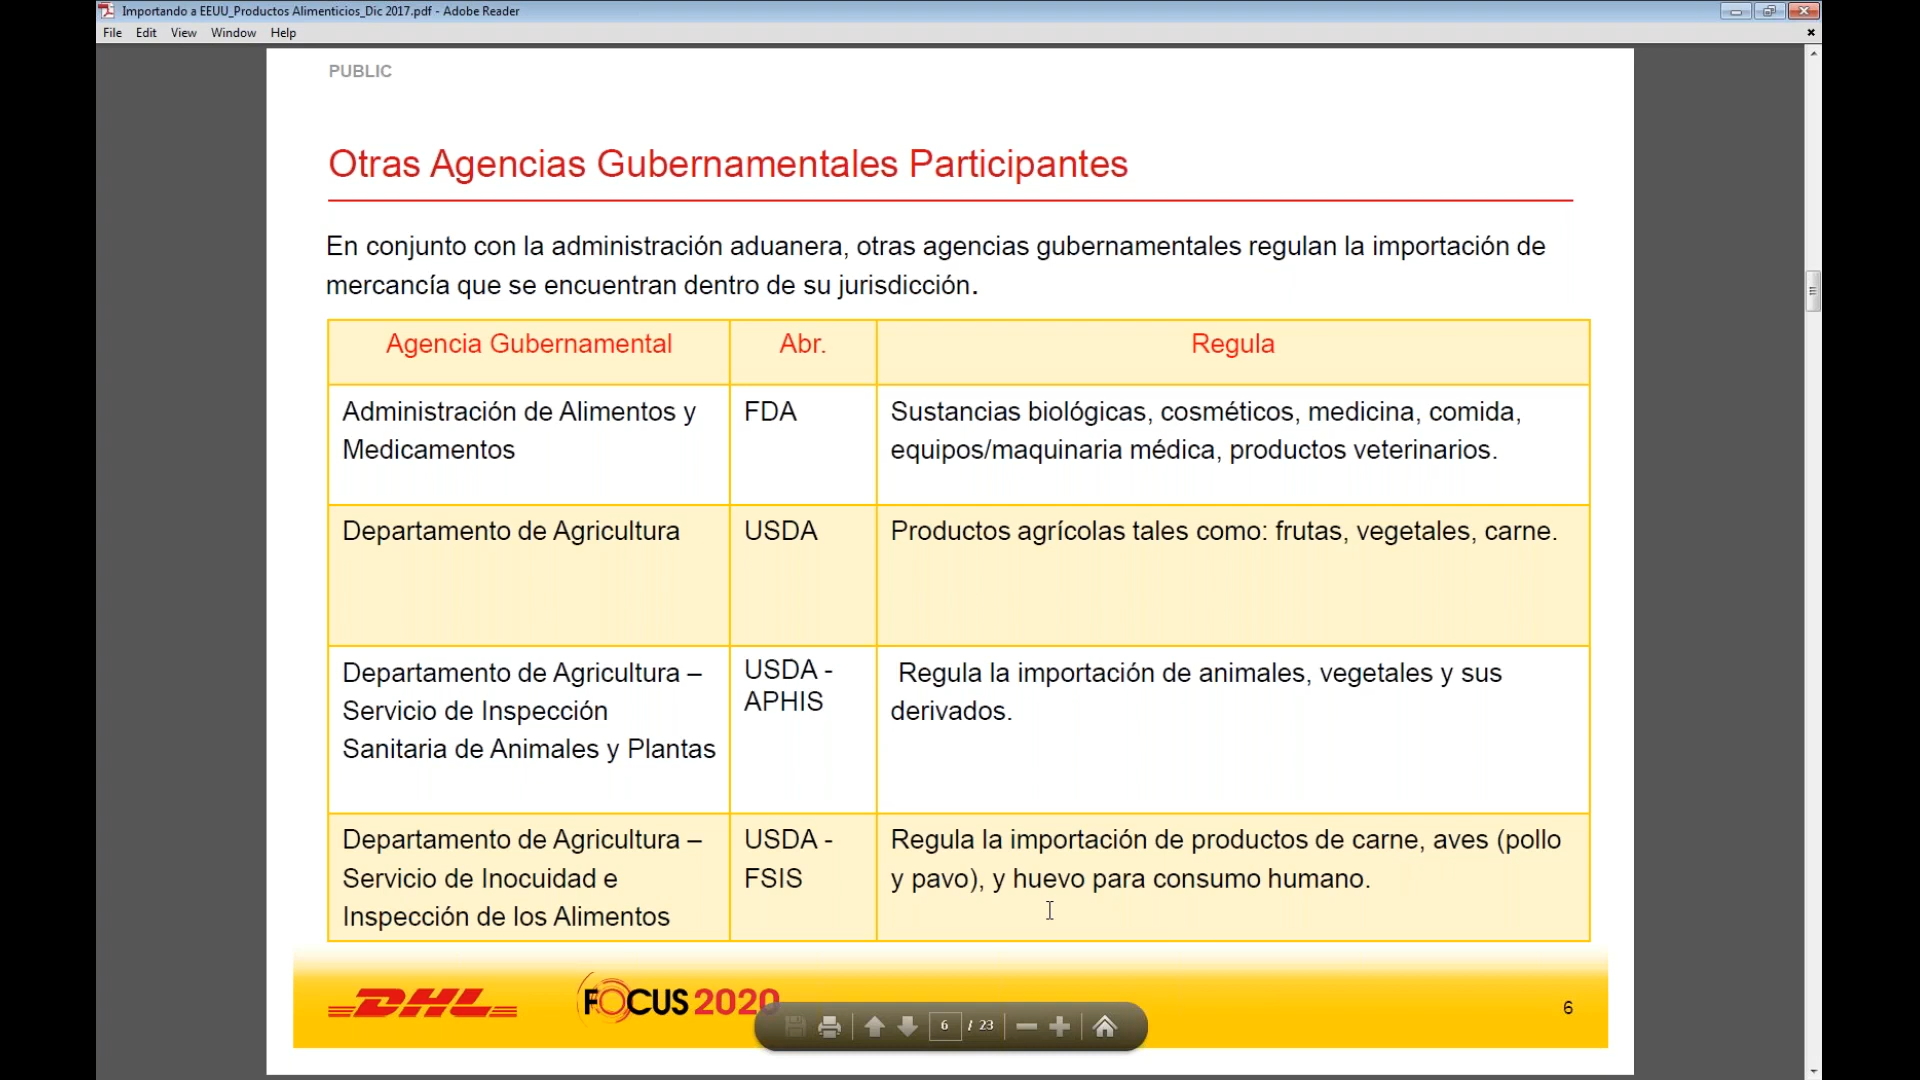 Importando a EEUU_Productos Alimenticios_Dic 2017.pdf - Adobe Reader
File Edit View Window Help
PUBLIC
Otras Agencias Gubernamentales Participantes
En conjunto con la administración aduanera, otras agencias gubernamentales regulan la importación de
mercancía que se encuentran dentro de su jurisdicción.
Agencia Gubernamental Abr. Regula
Administración de Alimentos y
Medicamentos
FDA
Sustancias biológicas, cosméticos, medicina, comida,
equipos/maquinaria médica, productos veterinarios.
Departamento de Agricultura
USDA
Productos agrícolas tales como: frutas, vegetales, carne.
Departamento de Agricultura –
Servicio de Inspección
Sanitaria de Animales y Plantas
USDA -
APHIS
Regula la importación de animales, vegetales y sus
derivados.
Departamento de Agricultura –
Servicio de Inocuidad e
Inspección de los Alimentos
USDA -
FSIS
Regula la importación de productos de carne, aves (pollo
y pavo), y huevo para consumo humano.
DHL
FOCUS 2020
6
6 / 23